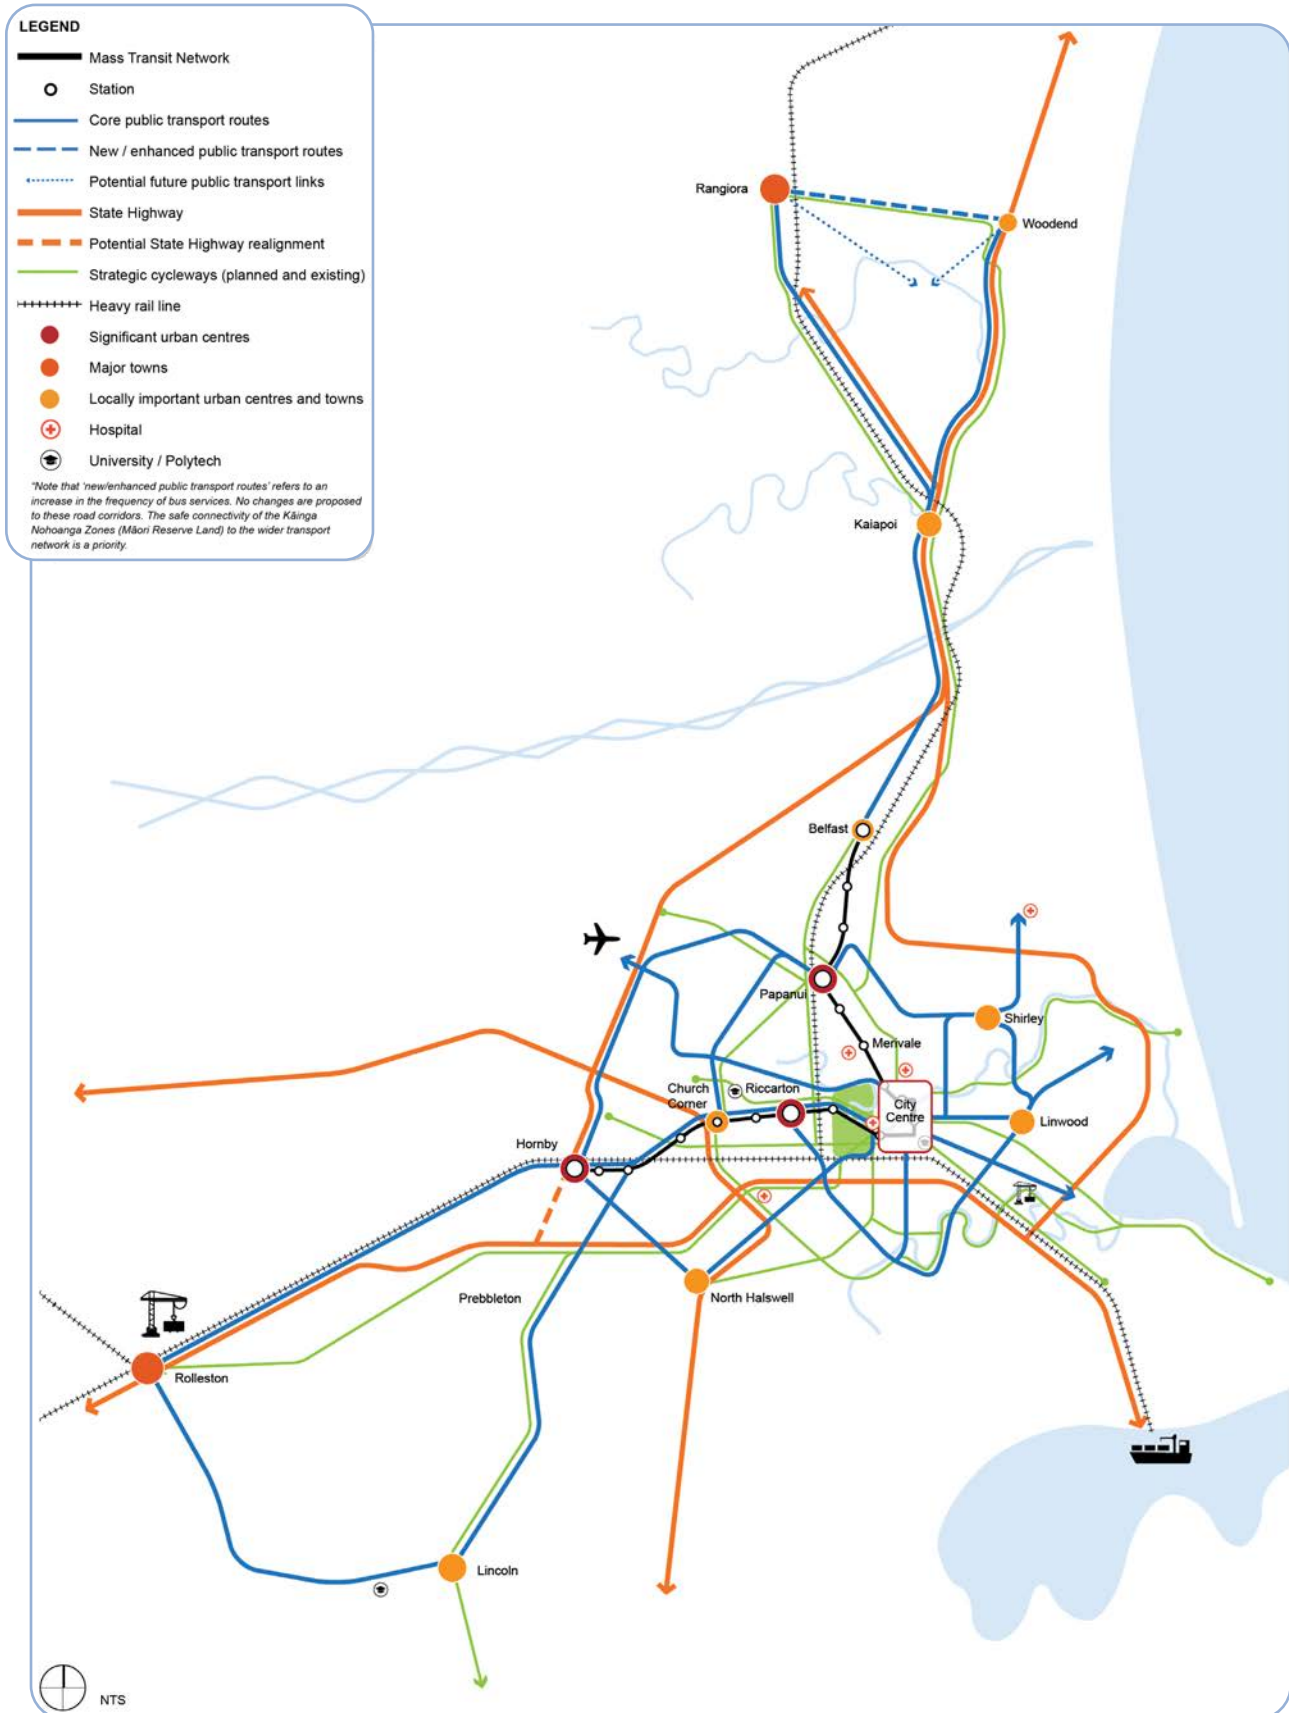 LEGEND
Mass Transit Network
Station
Core public transport routes
New / enhanced public transport routes
Potential future public transport links
State Highway
Potential State Highway realignment
Strategic cycleways (planned and existing)
Heavy rail line
Significant urban centres
Major towns
Locally important urban centres and towns
Hospital
University / Polytech
"Note that 'new/enhanced public transport routes' refers to an
increase in the frequency of bus services. No changes are proposed
to these road corridors. The safe connectivity of the Kāinga
Nohoanga Zones (Māori Reserve Land) to the wider transport
network is a priority.
Rangiora
Woodend
Kaiapoi
Belfast
Papanui
Shirley
Merivale
Church
Corner
Riccarton
City
Centre
Linwood
Hornby
Prebbleton
North Halswell
Rolleston
Lincoln
NTS